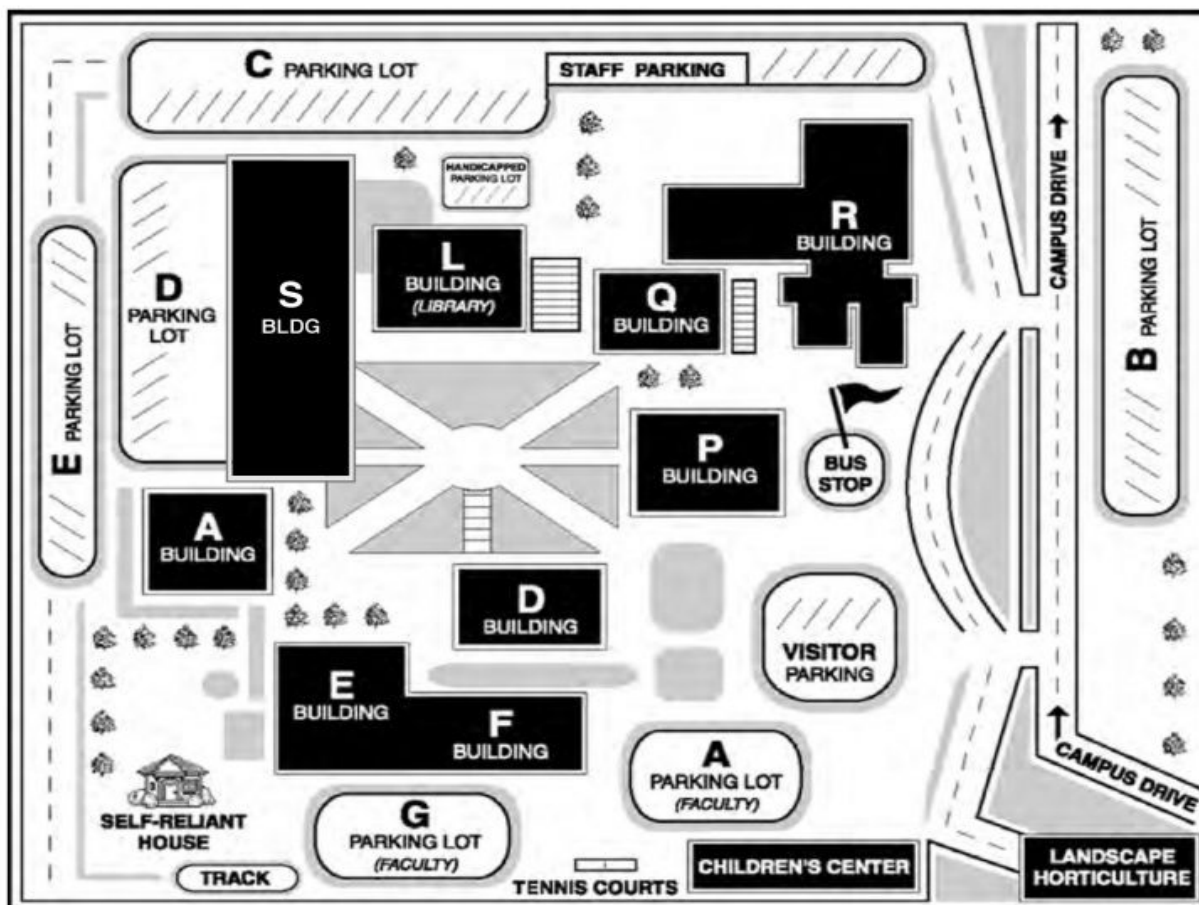 C PARKING LOT
STAFF PARKING
HANDICAPPED
PARKING LOT
CAMPUS DRIVE
B PARKING LOT
R
BUILDING
L
BUILDING
(LIBRARY)
Q
BUILDING
S
BLDG
D
PARKING
LOT
E PARKING LOT
P
BUILDING
BUS
STOP
A
BUILDING
D
BUILDING
VISITOR
PARKING
E
BUILDING
F
BUILDING
A
PARKING LOT
(FACULTY)
CAMPUS DRIVE
SELF-RELIANT
HOUSE
G
PARKING LOT
(FACULTY)
TRACK
TENNIS COURTS
CHILDREN'S CENTER
LANDSCAPE
HORTICULTURE